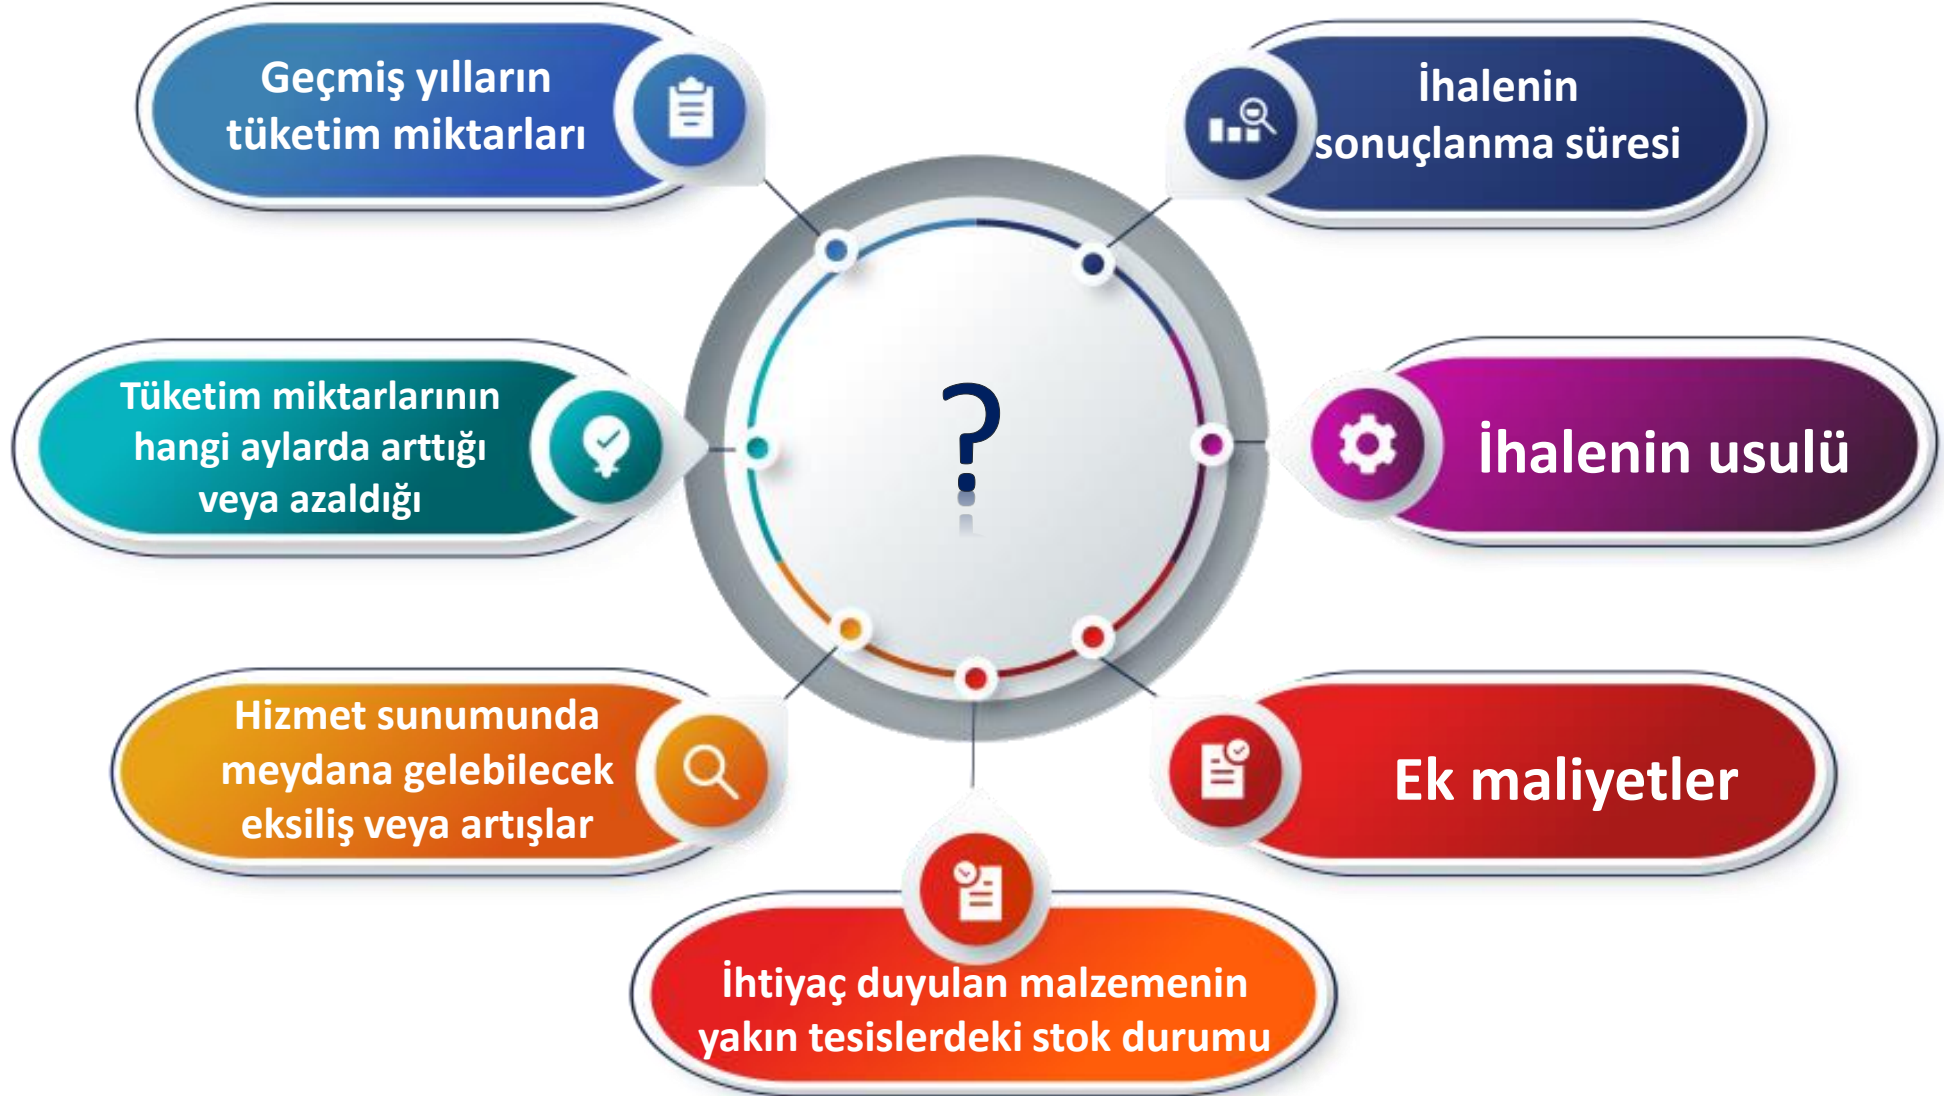 Geçmiş yılların
tüketim miktarları
İhalenin
sonuçlanma süresi
Tüketim miktarlarının
hangi aylarda arttığı
veya azaldığı
?
İhalenin usulü
Hizmet sunumunda
meydana gelebilecek
eksiliş veya artışlar
Ek maliyetler
İhtiyaç duyulan malzemenin
yakın tesislerdeki stok durumu